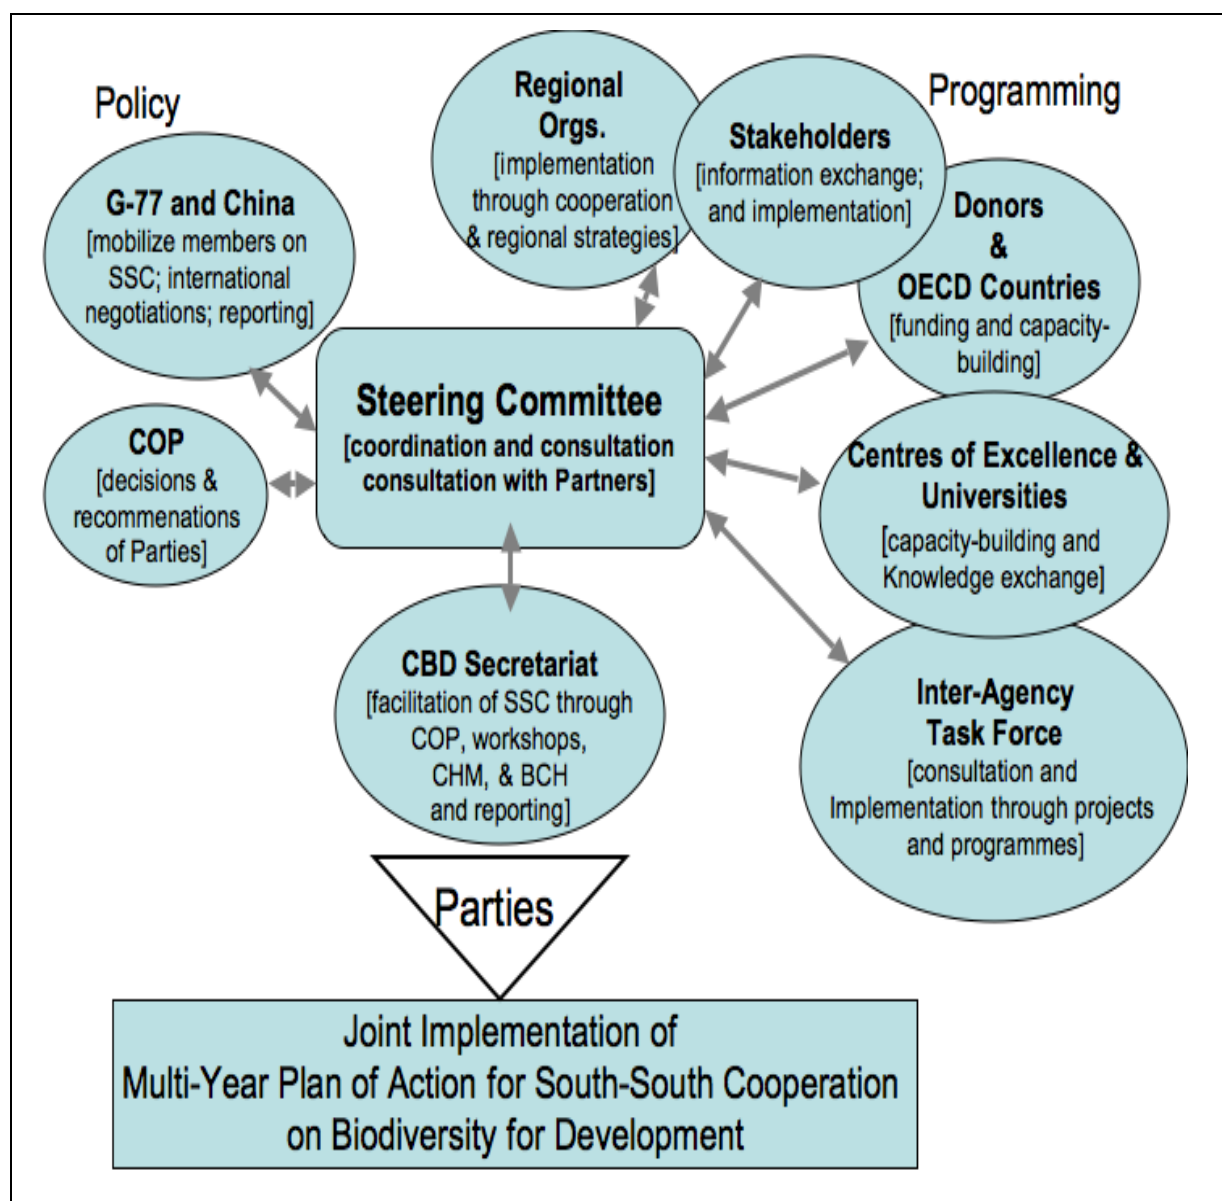 Policy
G-77 and China
[mobilize members on
SSC; international
negotiations; reporting]
COP
[decisions &
recommenations
of Parties]
Regional
Orgs.
[implementation
through cooperation
& regional strategies]
Stakeholders
[information exchange;
and implementation]
Programming
Donors
&
OECD Countries
[funding and capacity-
building]
Steering Committee
[coordination and consultation
consultation with Partners]
Centres of Excellence &
Universities
[capacity-building and
Knowledge exchange]
CBD Secretariat
[facilitation of SSC through
COP, workshops,
CHM, & BCH
and reporting]
Inter-Agency
Task Force
[consultation and
Implementation through projects
and programmes]
Parties
Joint Implementation of
Multi-Year Plan of Action for South-South Cooperation
on Biodiversity for Development